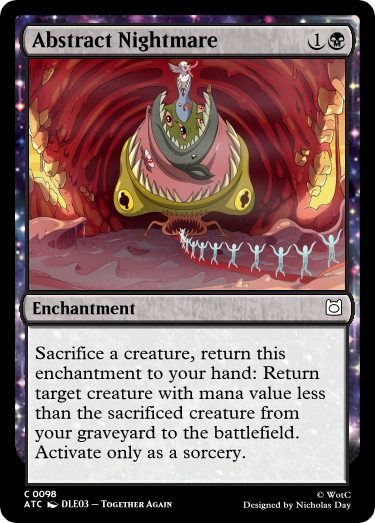 Abstract Nightmare 1
Enchantment
Sacrifice a creature, return this
enchantment to your hand: Return
target creature with mana value less
than the sacrificed creature from
your graveyard to the battlefield.
Activate only as a sorcery.
C 0098
© WotC
ATC DLE03 – Together Again
Designed by Nicholas Day